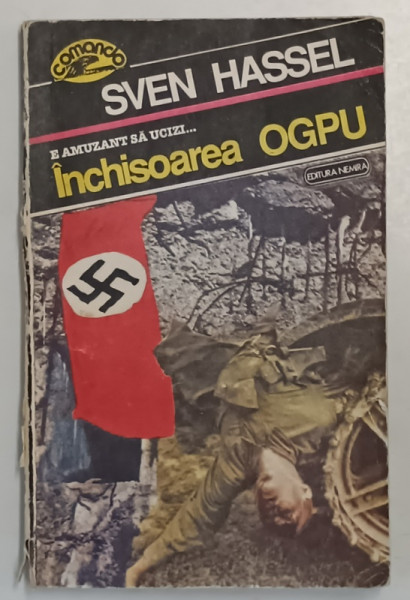 comando
SVEN HASSEL
E AMUZANT SĂ UCIZI...
Închisoarea OGPU
EDITURA NEMIRA